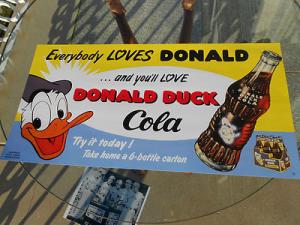 Everybody LOVES DONALD
... and you'll LOVE
DONALD DUCK
Cola
Try it today!
Take home a 6-bottle carton